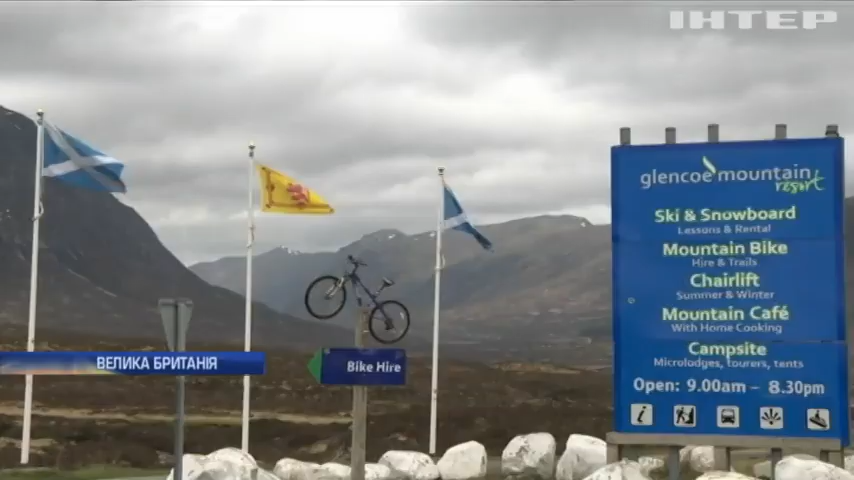 ІНТЕР
glencoe mountain
resort
Ski & Snowboard
Lessons & Rental
Mountain Bike
Hire & Trails
Chairlift
Summer & Winter
Mountain Café
With Home Cooking
Campsite
Microlodges, tourers, tents
Open: 9.00am - 8.30pm
Bike Hire
ВЕЛИКА БРИТАНІЯ